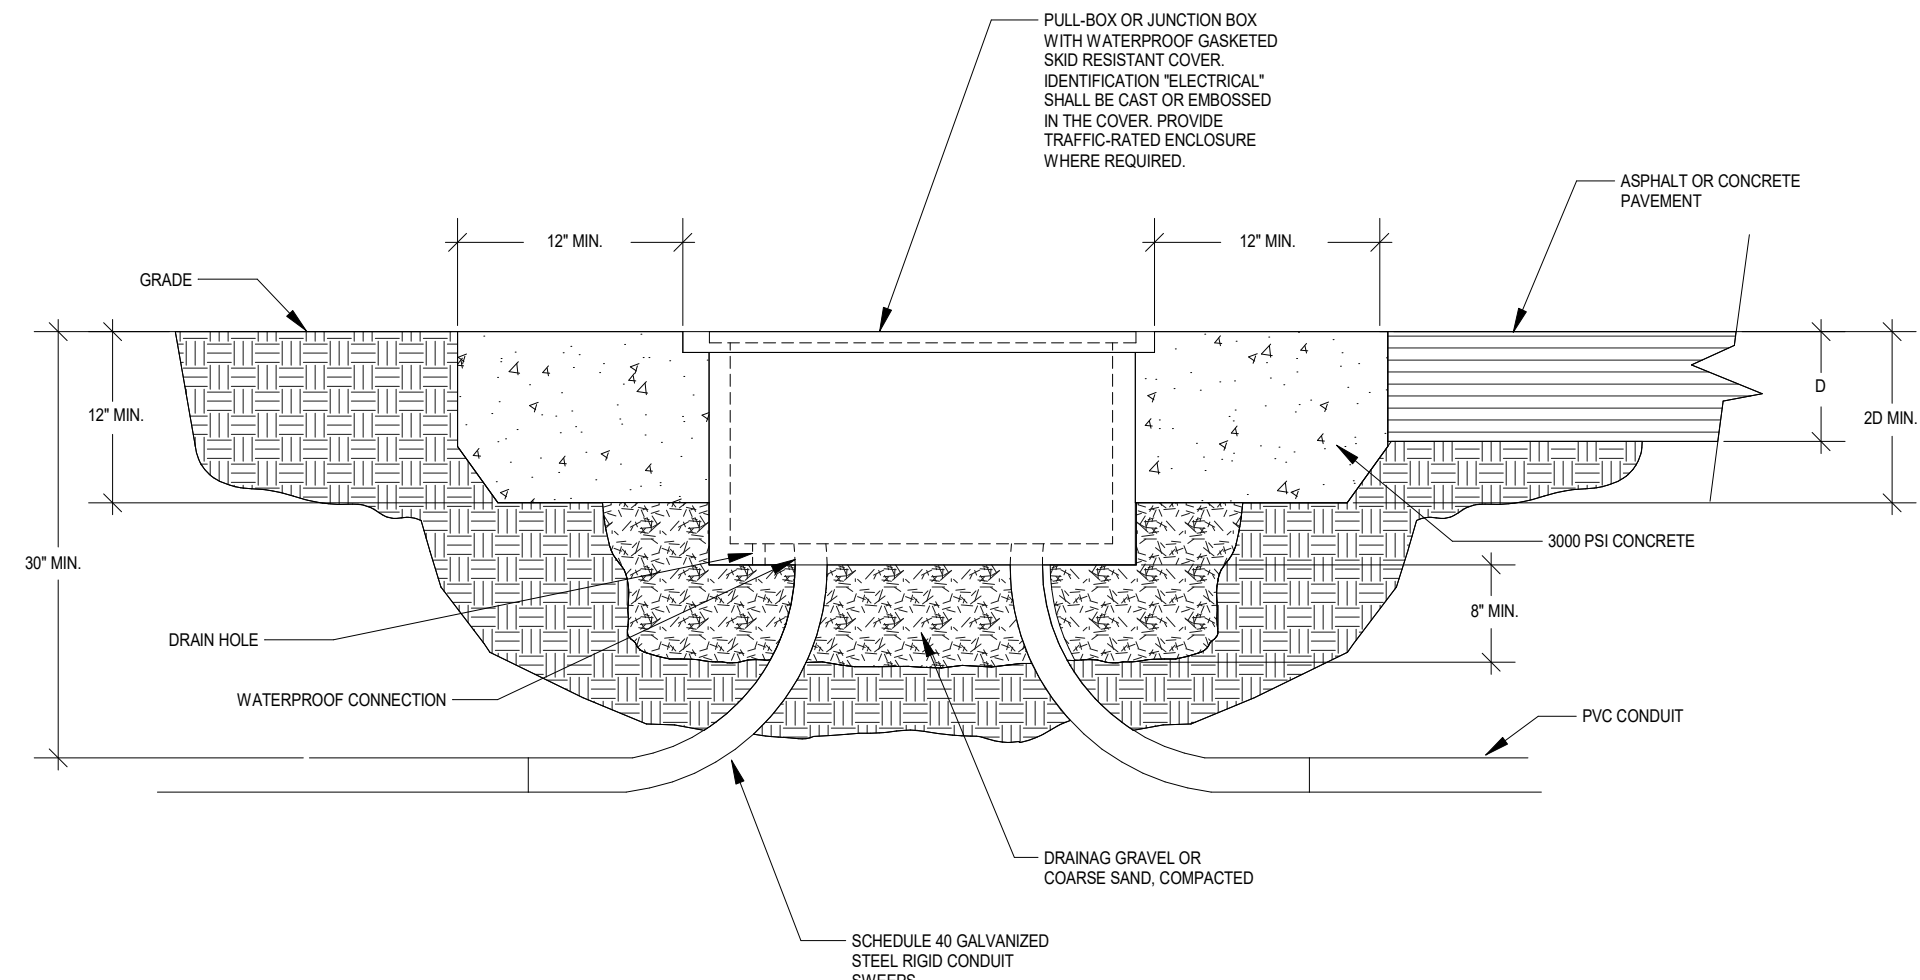 PULL-BOX OR JUNCTION BOX
WITH WATERPROOF GASKETED
SKID RESISTANT COVER.
IDENTIFICATION "ELECTRICAL"
SHALL BE CAST OR EMBOSSED
IN THE COVER. PROVIDE
TRAFFIC-RATED ENCLOSURE
WHERE REQUIRED.
ASPHALT OR CONCRETE
PAVEMENT
12" MIN.
12" MIN.
GRADE
D
12" MIN.
2D MIN.
3000 PSI CONCRETE
30" MIN.
8" MIN.
DRAIN HOLE
WATERPROOF CONNECTION
PVC CONDUIT
DRAINAG GRAVEL OR
COARSE SAND, COMPACTED
SCHEDULE 40 GALVANIZED
STEEL RIGID CONDUIT
SWEEPS